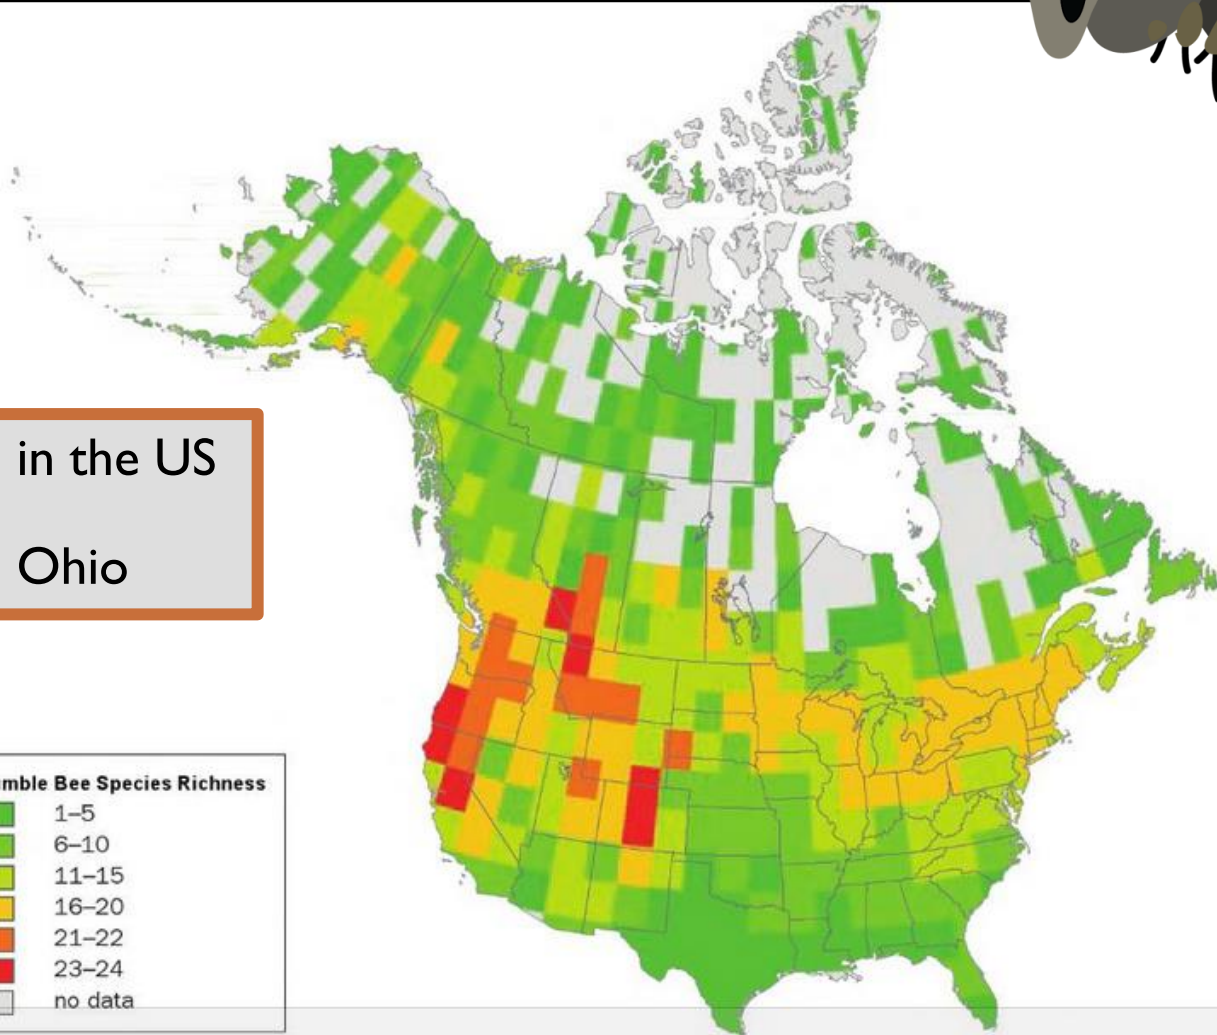 in the US
Ohio
mble Bee Species Richness
1–5
6–10
11–15
16–20
21–22
23–24
no data